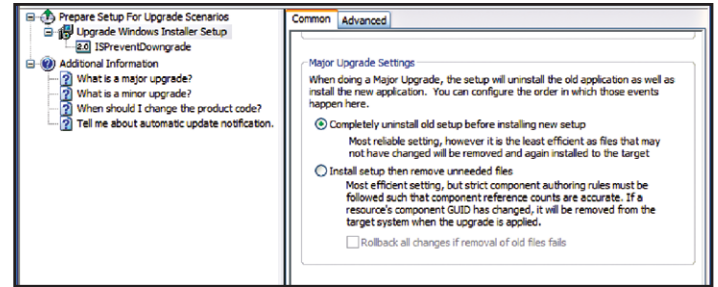 Prepare Setup For Upgrade Scenarios
Upgrade Windows Installer Setup
2.0 ISPreventDowngrade
Additional Information
What is a major upgrade?
What is a minor upgrade?
When should I change the product code?
Tell me about automatic update notification.
Common Advanced
Major Upgrade Settings
When doing a Major Upgrade, the setup will uninstall the old application as well as
install the new application. You can configure the order in which those events
happen here.
Completely uninstall old setup before installing new setup
Most reliable setting, however it is the least efficient as files that may
not have changed will be removed and again installed to the target
Install setup then remove unneeded files
Most efficient setting, but strict component authoring rules must be
followed such that component reference counts are accurate. If a
resource's component GUID has changed, it will be removed from the
target system when the upgrade is applied.
Rollback all changes if removal of old files fails